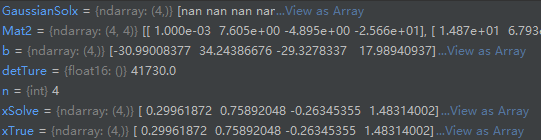 GaussianSolx = {ndarray: (4,)} [nan nan nan nar...View as Array
Mat2 = {ndarray: (4, 4)} [[ 1.000e-03 7.605e+00 -4.895e+00 -2.566e+01], [ 1.487e+01 6.793...View as Array
b = {ndarray: (4,)} [-30.99008377 34.24386676 -29.3278337 17.98940937]...View as Array
detTure = {float16: ()} 41730.0
n = {int} 4
xSolve = {ndarray: (4,)} [ 0.29961872 0.75892048 -0.26345355 1.48314002]...View as Array
xTrue = {ndarray: (4,)} [ 0.29961872 0.75892048 -0.26345355 1.48314002]...View as Array